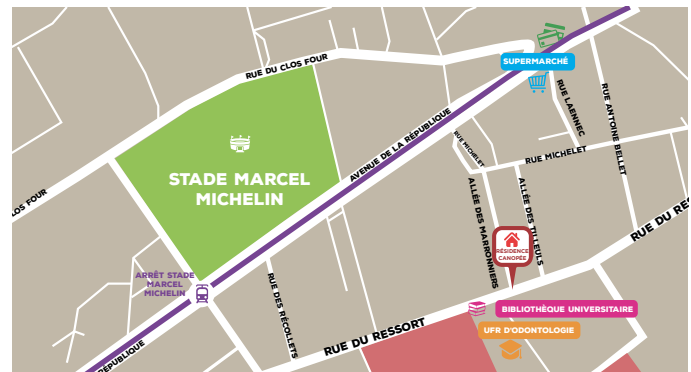 RUE DU CLOS FOUR
SUPERMARCHÉ
RUE LAENNEC
RUE ANTOINE BELLET
AVENUE DE LA RÉPUBLIQUE
RUE MICHELET
RUE MICHELET
STADE MARCEL
MICHELIN
CLOS FOUR
ALLÉE DES MARRONNIERS
ALLÉE DES TILLEULS
RUE DU RES
RÉSIDENCE
CANOPÉE
ARRÊT STADE
MARCEL
MICHELIN
RUE DES RÉCOLLETS
BIBLIOTHÈQUE UNIVERSITAIRE
RUE DU RESSORT
UFR D'ODONTOLOGIE
RÉPUBLIQUE